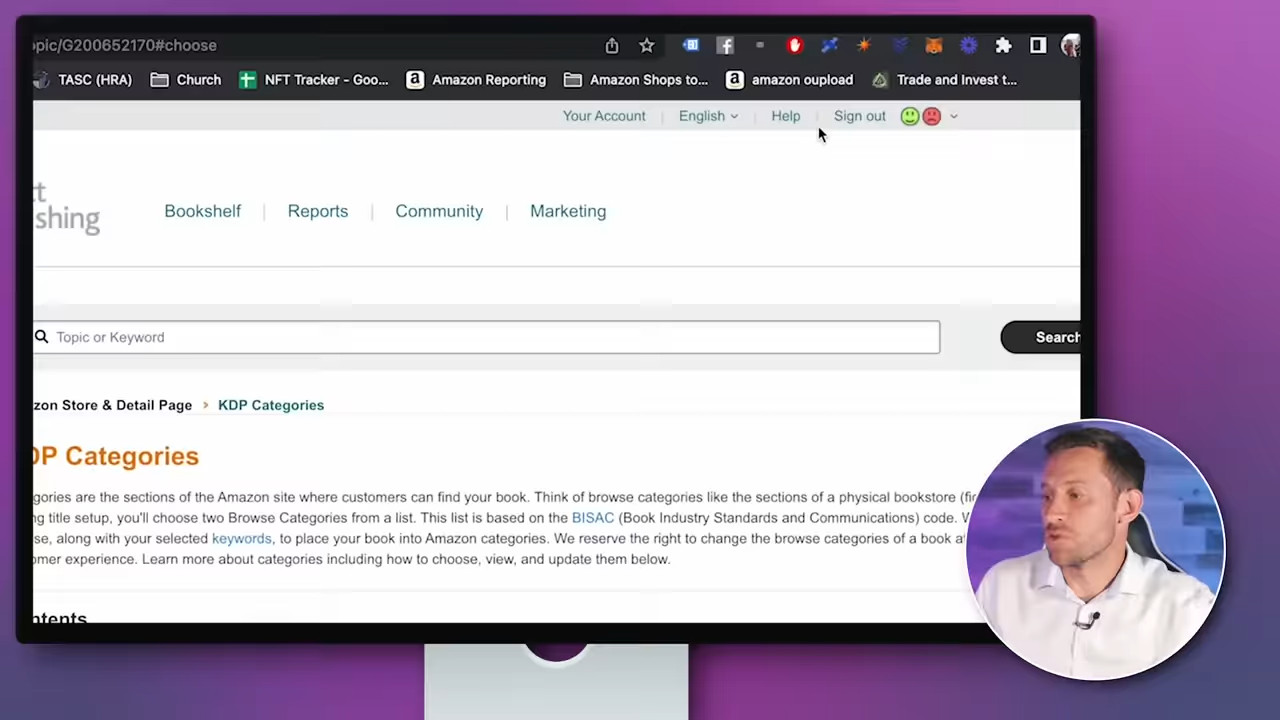 opic/G200652170#choose
TASC (HRA) Church NFT Tracker - Goo... Amazon Reporting Amazon Shops to... amazon oupload Trade and Invest t...
Your Account | English | Help | Sign out
ct
shing
Bookshelf | Reports | Community | Marketing
Topic or Keyword
Search
zon Store & Detail Page › KDP Categories
DP Categories
gories are the sections of the Amazon site where customers can find your book. Think of browse categories like the sections of a physical bookstore (fi
ng title setup, you'll choose two Browse Categories from a list. This list is based on the BISAC (Book Industry Standards and Communications) code. W
se, along with your selected keywords, to place your book into Amazon categories. We reserve the right to change the browse categories of a book a
omer experience. Learn more about categories including how to choose, view, and update them below.
ntents